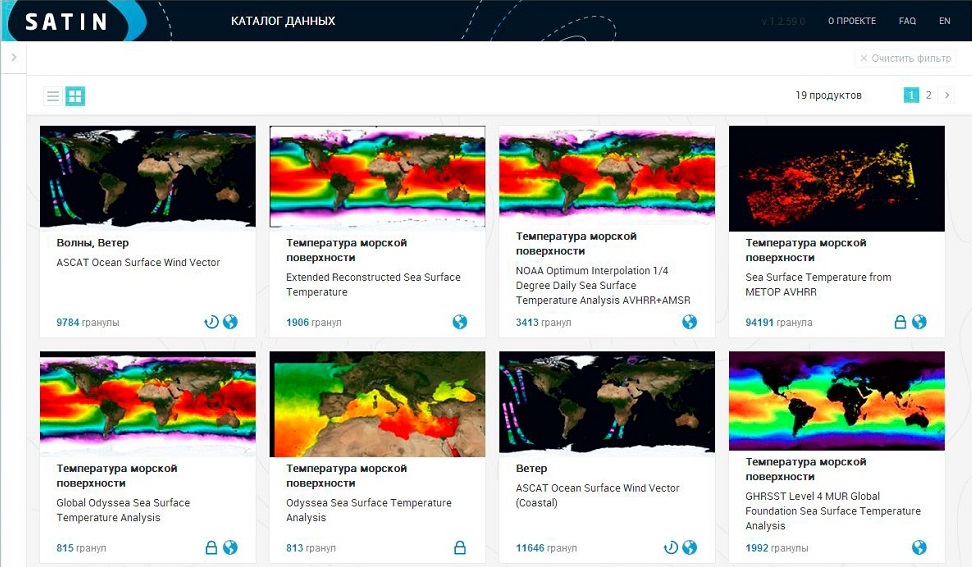 SATIN
КАТАЛОГ ДАННЫХ
v.1.2.59.0
О ПРОЕКТЕ
FAQ
EN
× Очистить фильтр
19 продуктов
1 2
Волны, Ветер
ASCAT Ocean Surface Wind Vector
9784 гранулы
Температура морской
поверхности
Extended Reconstructed Sea Surface
Temperature
1906 гранул
Температура морской
поверхности
NOAA Optimum Interpolation 1/4
Degree Daily Sea Surface
Temperature Analysis AVHRR+AMSR
3413 гранул
Температура морской
поверхности
Sea Surface Temperature from
METOP AVHRR
94191 гранула
Температура морской
поверхности
Global Odyssea Sea Surface
Temperature Analysis
815 гранул
Температура морской
поверхности
Odyssea Sea Surface Temperature
Analysis
813 гранул
Ветер
ASCAT Ocean Surface Wind Vector
(Coastal)
11646 гранул
Температура морской
поверхности
GHRSST Level 4 MUR Global
Foundation Sea Surface Temperature
Analysis
1992 гранулы